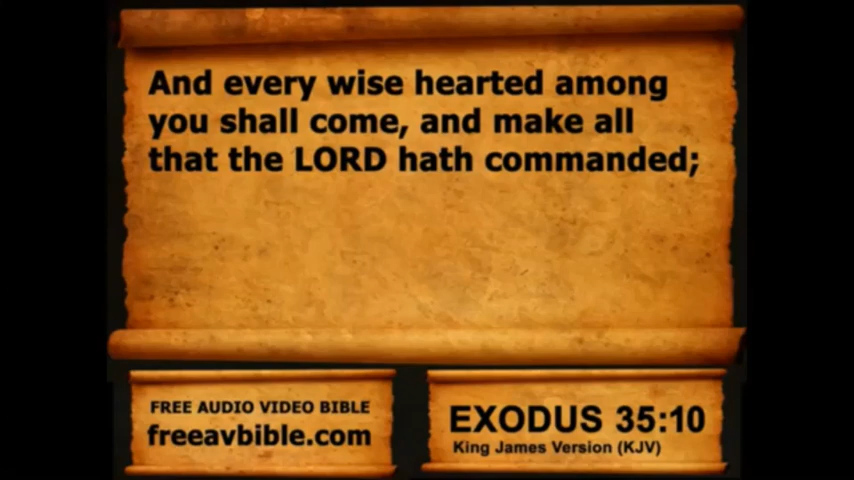 And every wise hearted among
you shall come, and make all
that the LORD hath commanded;
FREE AUDIO VIDEO BIBLE
freeavbible.com
EXODUS 35:10
King James Version (KJV)